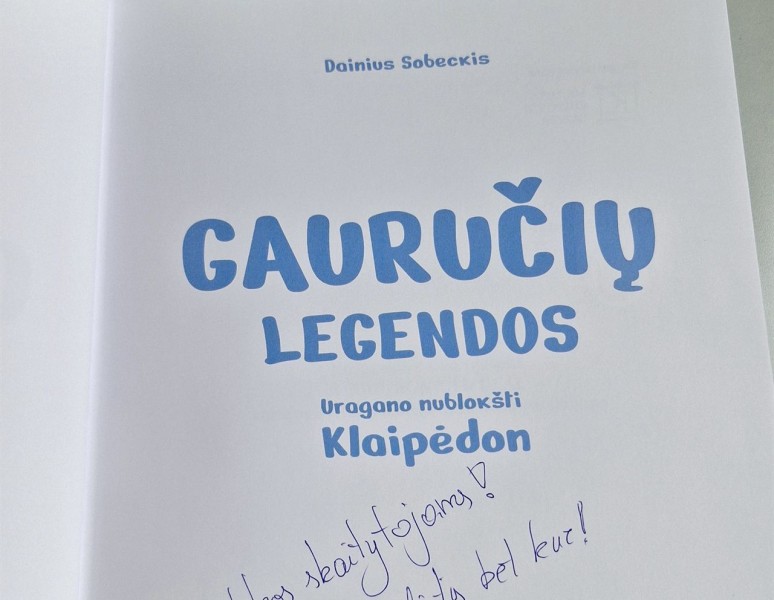 Dainius Sobeckis
GAURUČIŲ
LEGENDOS
Uragano nublokšti
Klaipėdon
skaitytojams!
bet kur!